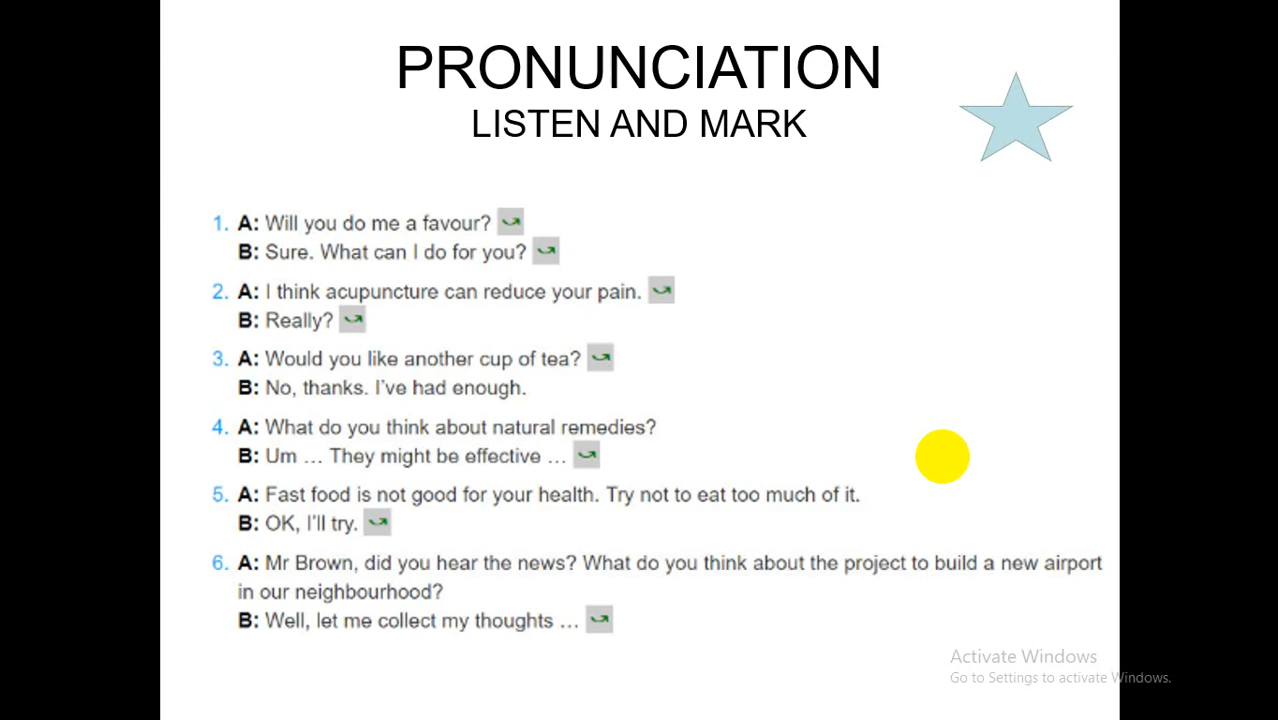 PRONUNCIATION
LISTEN AND MARK
1. A: Will you do me a favour?
B: Sure. What can I do for you?
2. A: I think acupuncture can reduce your pain.
B: Really?
3. A: Would you like another cup of tea?
B: No, thanks. I've had enough.
4. A: What do you think about natural remedies?
B: Um … They might be effective …
5. A: Fast food is not good for your health. Try not to eat too much of it.
B: OK, I'll try.
6. A: Mr Brown, did you hear the news? What do you think about the project to build a new airport
in our neighbourhood?
B: Well, let me collect my thoughts …
Activate Windows
Go to Settings to activate Windows.